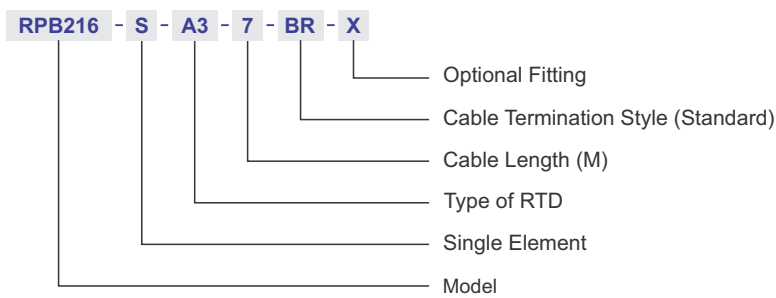 RPB216 - S - A3 - 7 - BR - X
Optional Fitting
Cable Termination Style (Standard)
Cable Length (M)
Type of RTD
Single Element
Model